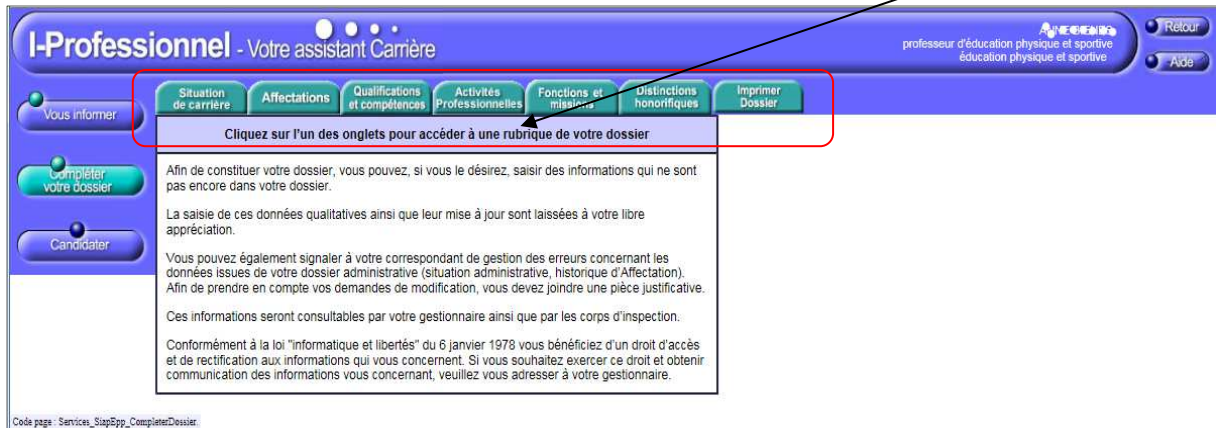 I-Professionnel - Votre assistant Carrière
professeur d'éducation physique et sportive
éducation physique et sportive
Retour
Aide
Vous informer
Compléter
votre dossier
Candidater
Situation
de carrière
Affectations
Qualifications
et compétences
Activités
Professionnelles
Fonctions et
missions
Distinctions
honorifiques
Imprimer
Dossier
Cliquez sur l'un des onglets pour accéder à une rubrique de votre dossier
Afin de constituer votre dossier, vous pouvez, si vous le désirez, saisir des informations qui ne sont
pas encore dans votre dossier.
La saisie de ces données qualitatives ainsi que leur mise à jour sont laissées à votre libre
appréciation.
Vous pouvez également signaler à votre correspondant de gestion des erreurs concernant les
données issues de votre dossier administrative (situation administrative, historique d'Affectation).
Afin de prendre en compte vos demandes de modification, vous devez joindre une pièce justificative.
Ces informations seront consultables par votre gestionnaire ainsi que par les corps d'inspection.
Conformément à la loi "informatique et libertés" du 6 janvier 1978 vous bénéficiez d'un droit d'accès
et de rectification aux informations qui vous concernent. Si vous souhaitez exercer ce droit et obtenir
communication des informations vous concernant, veuillez vous adresser à votre gestionnaire.
Code page : Services_SiapEpp_CompleterDossier.